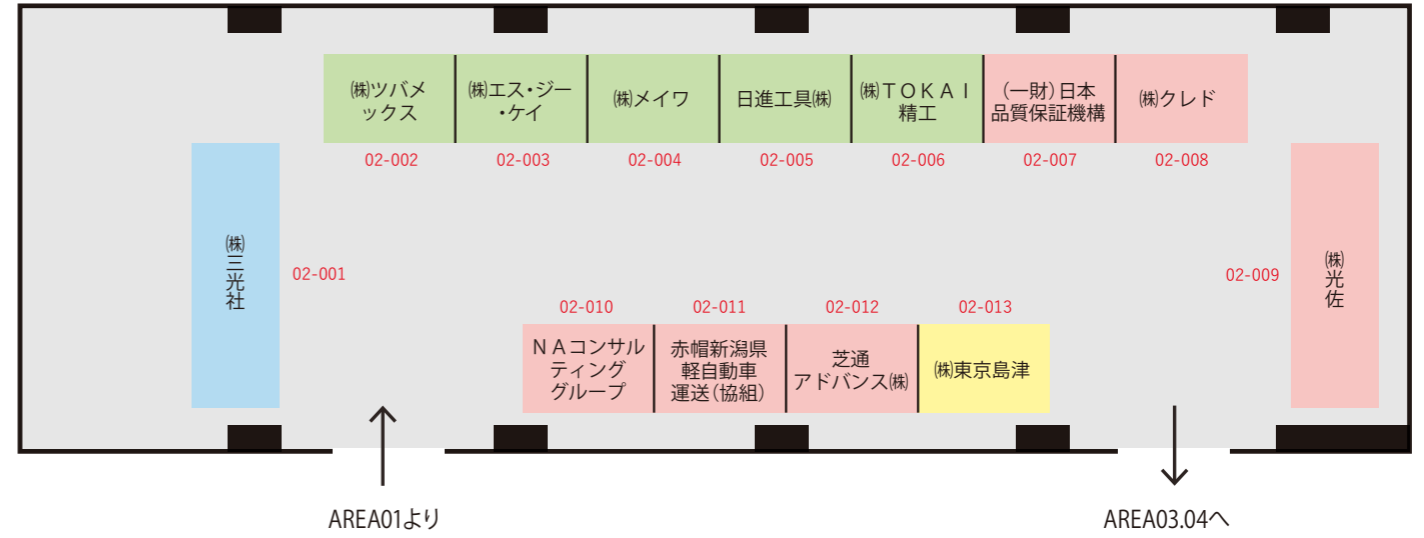 ㈱ツバメ
ックス
㈱エス・ジー
・ケイ
㈱メイワ
日進工具㈱
㈱ＴＯＫＡＩ
精工
（一財）日本
品質保証機構
㈱クレド
02-002
02-003
02-004
02-005
02-006
02-007
02-008
㈱三光社
02-001
02-009
㈱光佐
02-010
02-011
02-012
02-013
ＮＡコンサル
ティング
グループ
赤帽新潟県
軽自動車
運送（協組）
芝通
アドバンス㈱
㈱東京島津
AREA01より
AREA03.04へ